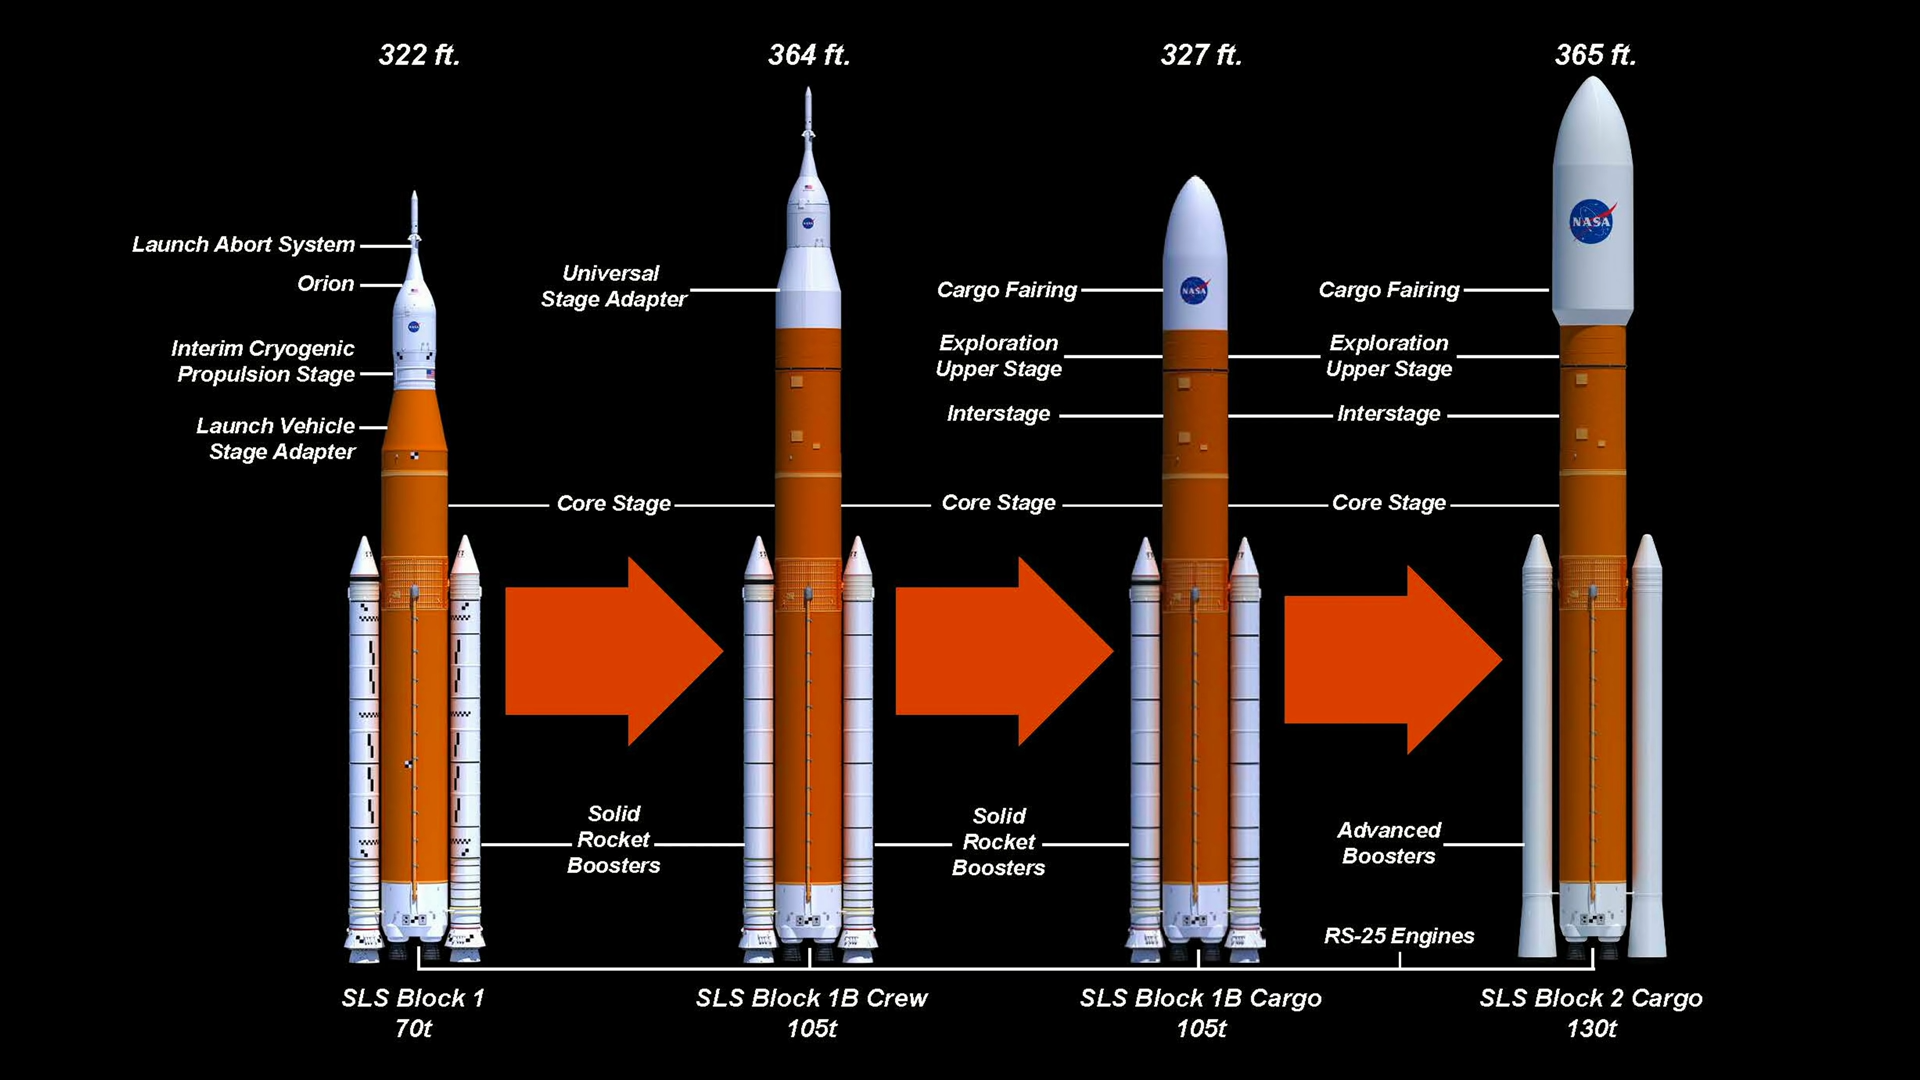 322 ft.
364 ft.
327 ft.
365 ft.
Launch Abort System
Orion
Interim Cryogenic
Propulsion Stage
Launch Vehicle
Stage Adapter
Universal
Stage Adapter
Cargo Fairing
Exploration
Upper Stage
Interstage
Cargo Fairing
Exploration
Upper Stage
Interstage
NASA
NASA
Core Stage
Core Stage
Core Stage
Solid
Rocket
Boosters
Solid
Rocket
Boosters
Advanced
Boosters
RS-25 Engines
SLS Block 1
70t
SLS Block 1B Crew
105t
SLS Block 1B Cargo
105t
SLS Block 2 Cargo
130t